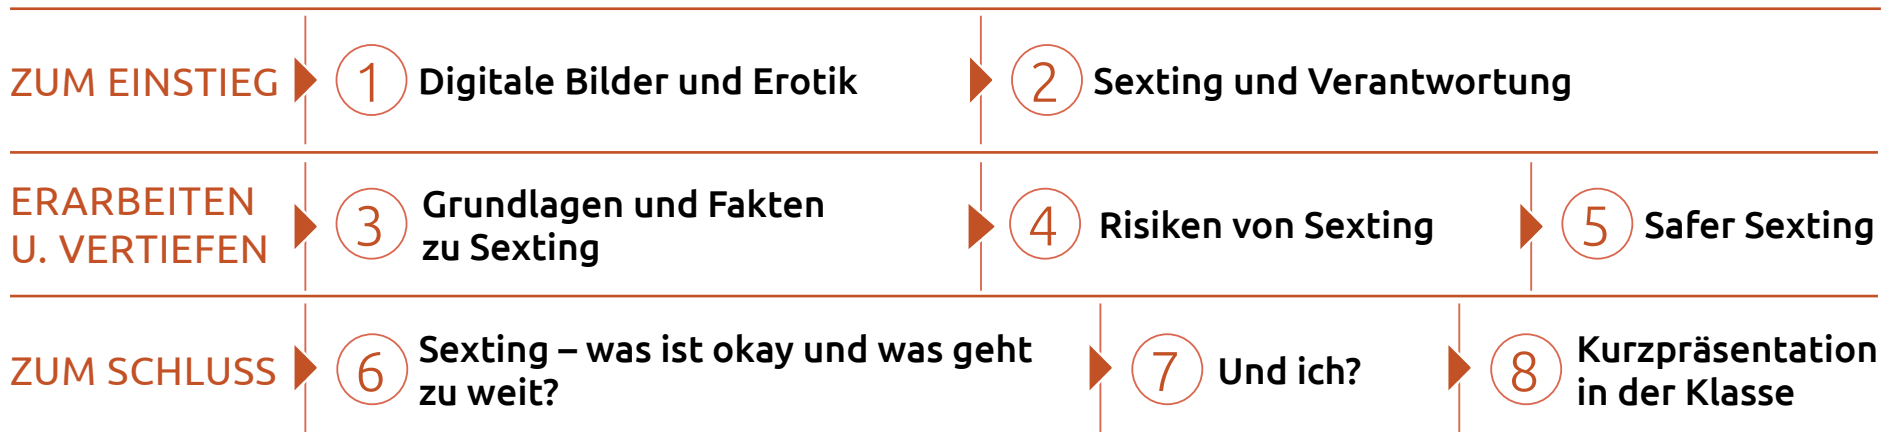 ZUM EINSTIEG 1 Digitale Bilder und Erotik 2 Sexting und Verantwortung
ERARBEITEN
U. VERTIEFEN
3 Grundlagen und Fakten
zu Sexting
4 Risiken von Sexting
5 Safer Sexting
ZUM SCHLUSS
6 Sexting – was ist okay und was geht
zu weit?
7 Und ich?
8 Kurzpräsentation
in der Klasse